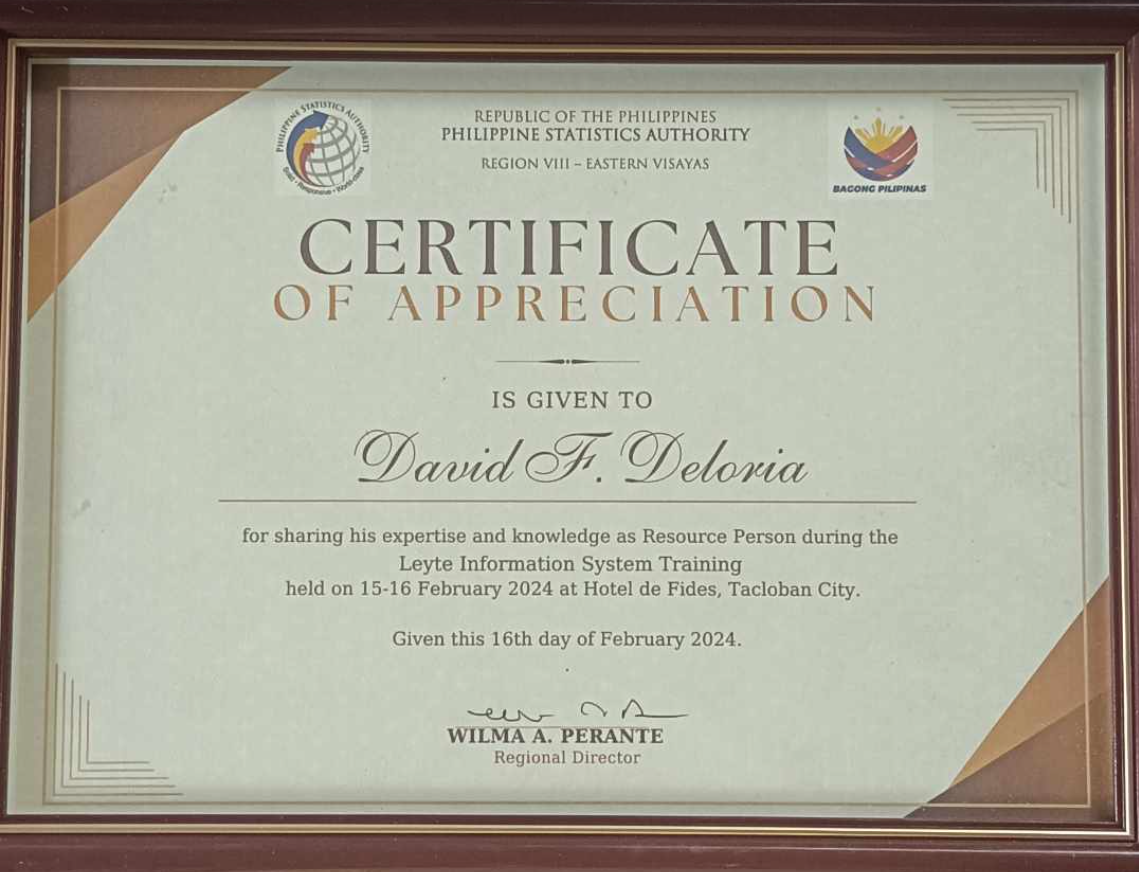 PHILIPPINE STATISTICS AUTHORITY
Solid • Responsive • World-class
REPUBLIC OF THE PHILIPPINES
PHILIPPINE STATISTICS AUTHORITY
REGION VIII – EASTERN VISAYAS
BAGONG PILIPINAS
CERTIFICATE
OF APPRECIATION
IS GIVEN TO
David F. Deloria
for sharing his expertise and knowledge as Resource Person during the
Leyte Information System Training
held on 15-16 February 2024 at Hotel de Fides, Tacloban City.
Given this 16th day of February 2024.
WILMA A. PERANTE
Regional Director